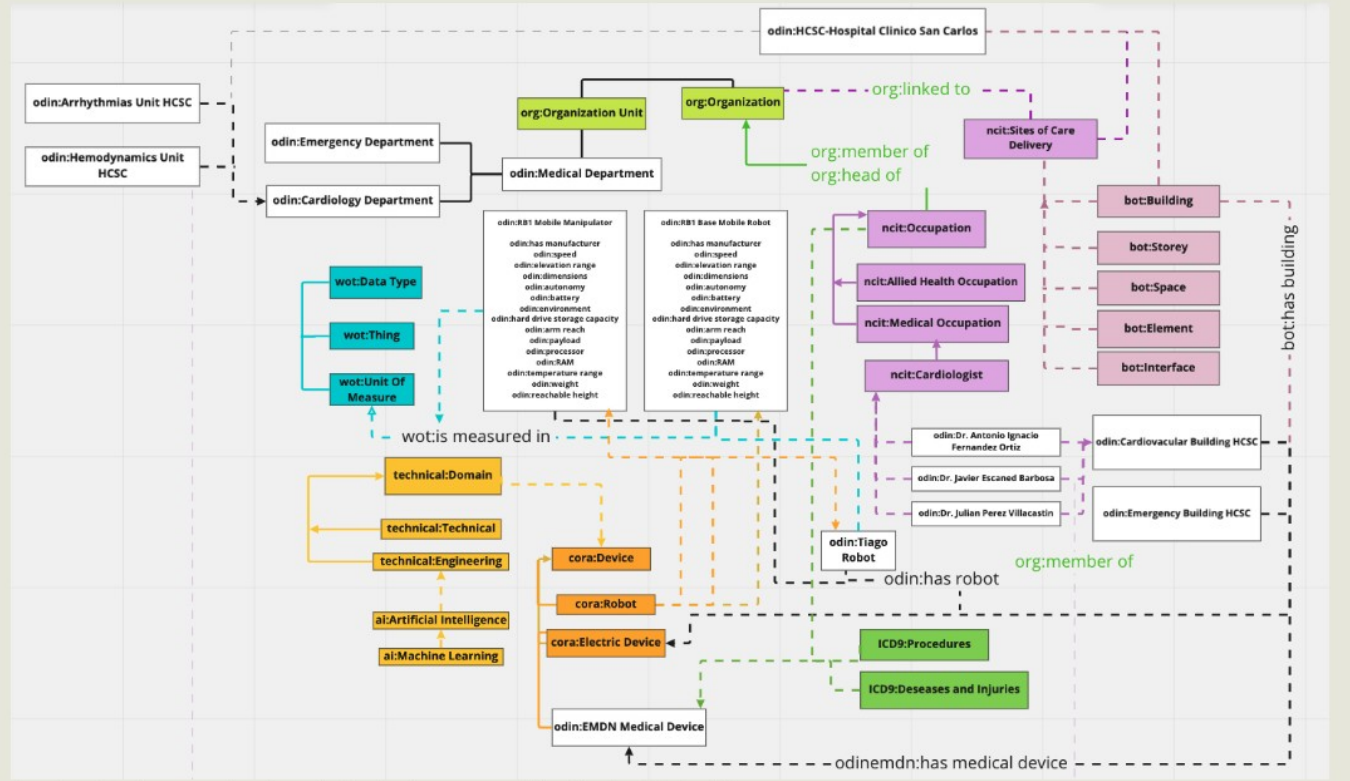 odin:HCSC-Hospital Clinico San Carlos
odin:Arrhythmias Unit HCSC
odin:Hemodynamics Unit
HCSC
odin:Emergency Department
odin:Cardiology Department
org:Organization Unit
org:Organization
odin:Medical Department
org:linked to
org:member of
org:head of
ncit:Sites of Care
Delivery
bot:Building
bot:Storey
bot:Space
bot:Element
bot:Interface
bot:has building
wot:Data Type
wot:Thing
wot:Unit Of
Measure
odin:RB1 Mobile Manipulator
odin:has manufacturer
odin:speed
odin:elevation range
odin:dimensions
odin:autonomy
odin:battery
odin:environment
odin:hard drive storage capacity
odin:arm reach
odin:payload
odin:processor
odin:RAM
odin:temperature range
odin:weight
odin:reachable height
odin:RB1 Base Mobile Robot
odin:has manufacturer
odin:speed
odin:elevation range
odin:dimensions
odin:autonomy
odin:battery
odin:environment
odin:hard drive storage capacity
odin:arm reach
odin:payload
odin:processor
odin:RAM
odin:temperature range
odin:weight
odin:reachable height
ncit:Occupation
ncit:Allied Health Occupation
ncit:Medical Occupation
ncit:Cardiologist
wot:is measured in
odin:Dr. Antonio Ignacio
Fernandez Ortiz
odin:Dr. Javier Escaned Barbosa
odin:Dr. Julian Perez Villacastin
odin:Cardiovascular Building HCSC
odin:Emergency Building HCSC
technical:Domain
technical:Technical
technical:Engineering
ai:Artificial Intelligence
ai:Machine Learning
cora:Device
cora:Robot
cora:Electric Device
odin:Tiago
Robot
odin:has robot
org:member of
ICD9:Procedures
ICD9:Deseases and Injuries
odin:EMDN Medical Device
odinemdn:has medical device